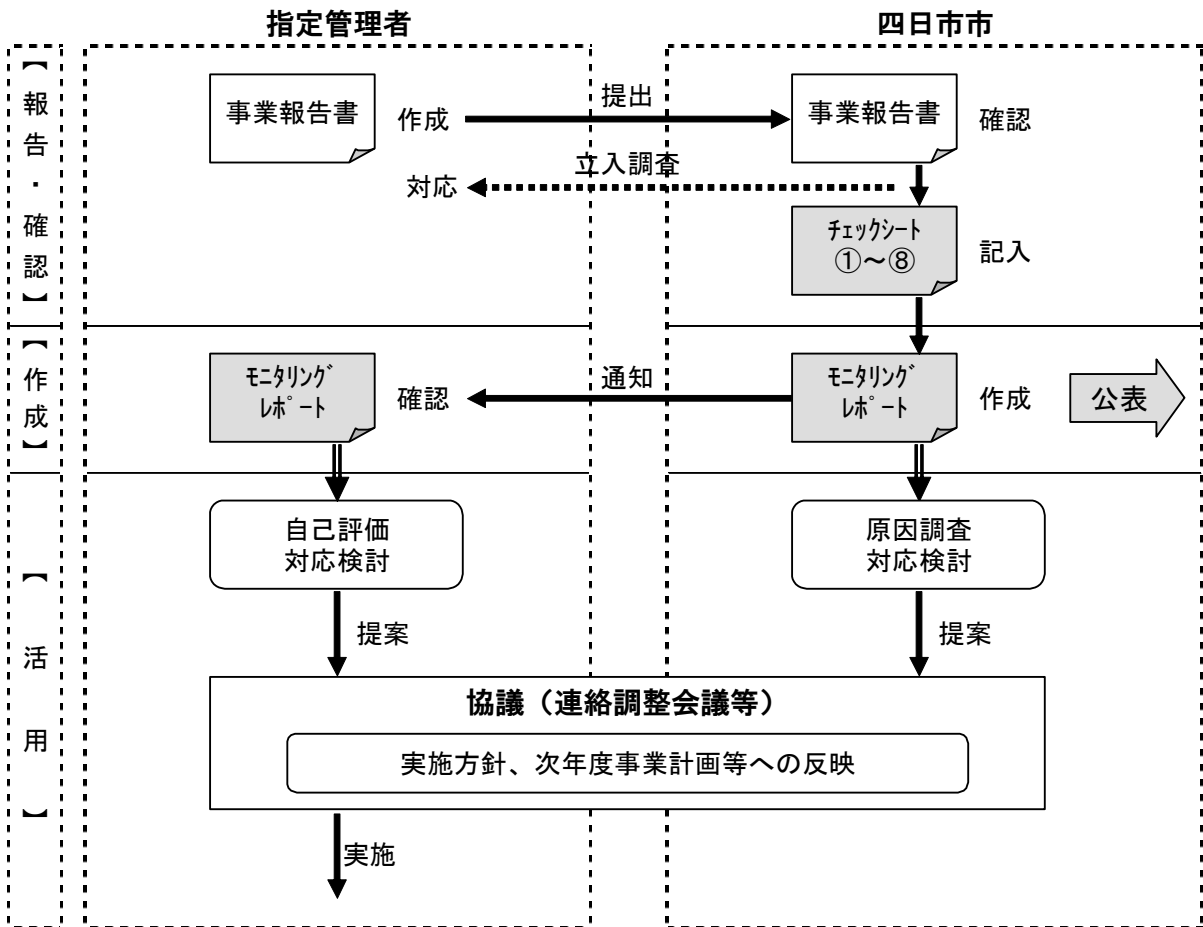 指定管理者
四日市市
【報告・確認】
事業報告書
作成
提出
事業報告書
確認
立入調査
対応
チェックシート
①～⑧
記入
【作成】
モニタリング
レポート
確認
通知
モニタリング
レポート
作成
公表
【活用】
自己評価
対応検討
原因調査
対応検討
提案
提案
協議（連絡調整会議等）
実施方針、次年度事業計画等への反映
実施